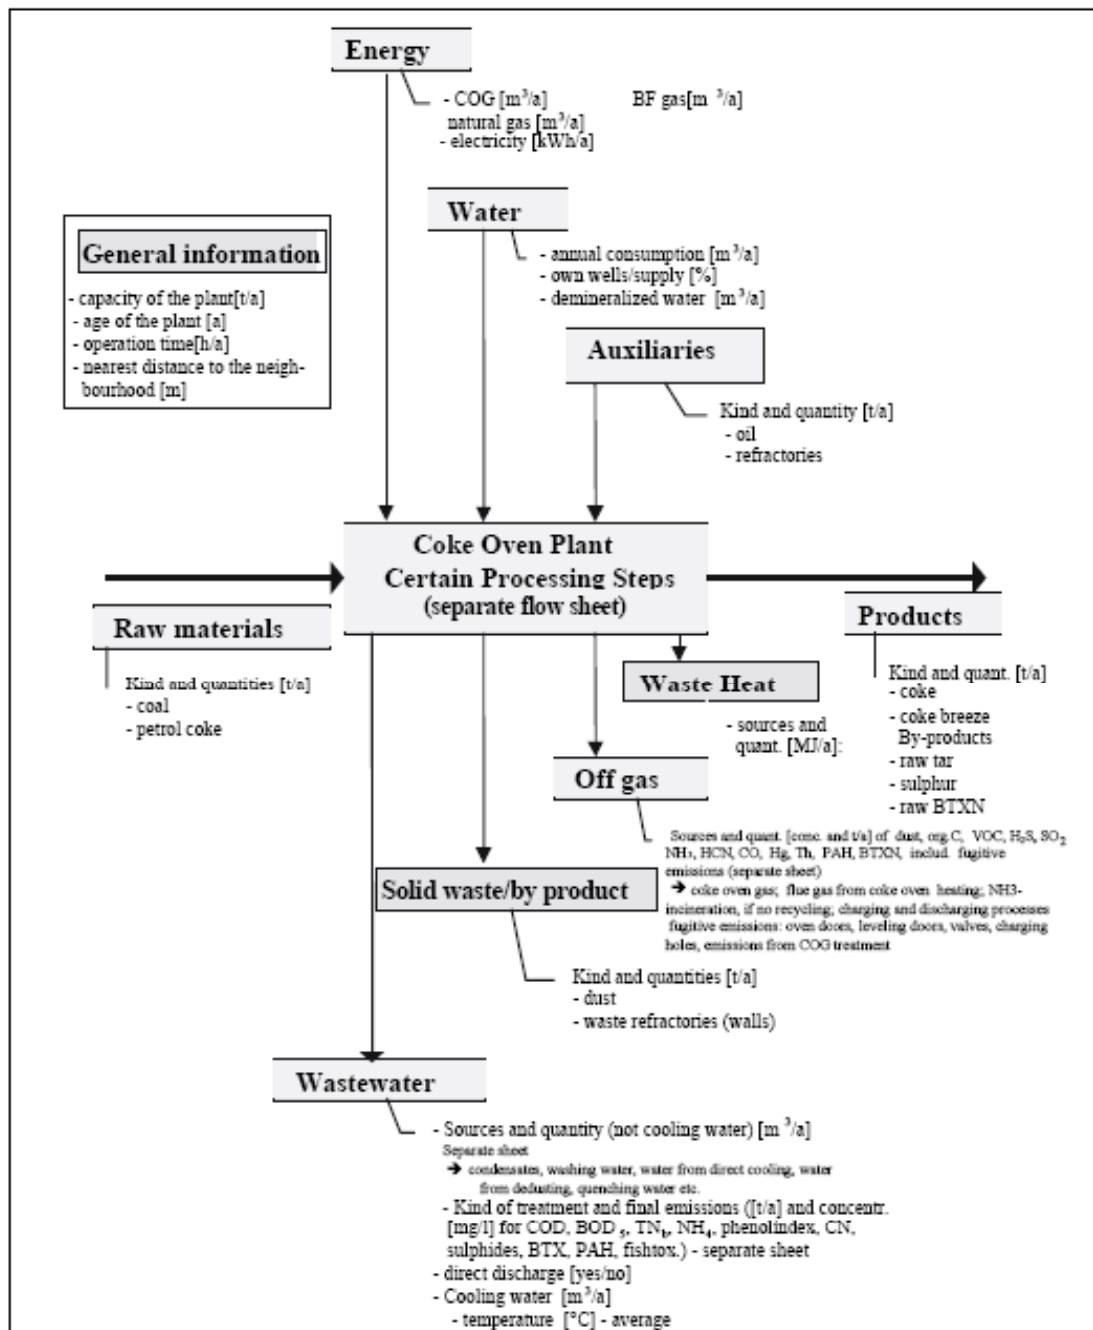 Energy
- COG [m³/a] BF gas[m ³/a]
natural gas [m³/a]
- electricity [kWh/a]
Water
- annual consumption [m³/a]
- own wells/supply [%]
- demineralized water [m³/a]
General information
- capacity of the plant[t/a]
- age of the plant [a]
- operation time[h/a]
- nearest distance to the neigh-
bourhood [m]
Auxiliaries
Kind and quantity [t/a]
- oil
- refractories
Coke Oven Plant
Certain Processing Steps
(separate flow sheet)
Raw materials
Kind and quantities [t/a]
- coal
- petrol coke
Products
Kind and quant. [t/a]
- coke
- coke breeze
By-products
- raw tar
- sulphur
- raw BTXN
Waste Heat
- sources and
quant. [MJ/a]:
Off gas
Sources and quant. [conc. and t/a] of dust, org.C, VOC, H₂S, SO₂
NH₃, HCN, CO, Hg, Th, PAH, BTXN, includ. fugitive
emissions (separate sheet)
➔ coke oven gas; flue gas from coke oven heating; NH3-
incineration, if no recycling; charging and discharging processes
fugitive emissions: oven doors, leveling doors, valves, charging
holes, emissions from COG treatment
Solid waste/by product
Kind and quantities [t/a]
- dust
- waste refractories (walls)
Wastewater
- Sources and quantity (not cooling water) [m ³/a]
Separate sheet
➔ condensates, washing water, water from direct cooling, water
from dedusting, quenching water etc.
- Kind of treatment and final emissions ([t/a] and concentr.
[mg/l] for COD, BOD ₅, TNb, NH₄, phenolindex, CN,
sulphides, BTX, PAH, fishtox.) - separate sheet
- direct discharge [yes/no]
- Cooling water [m³/a]
- temperature [°C] - average